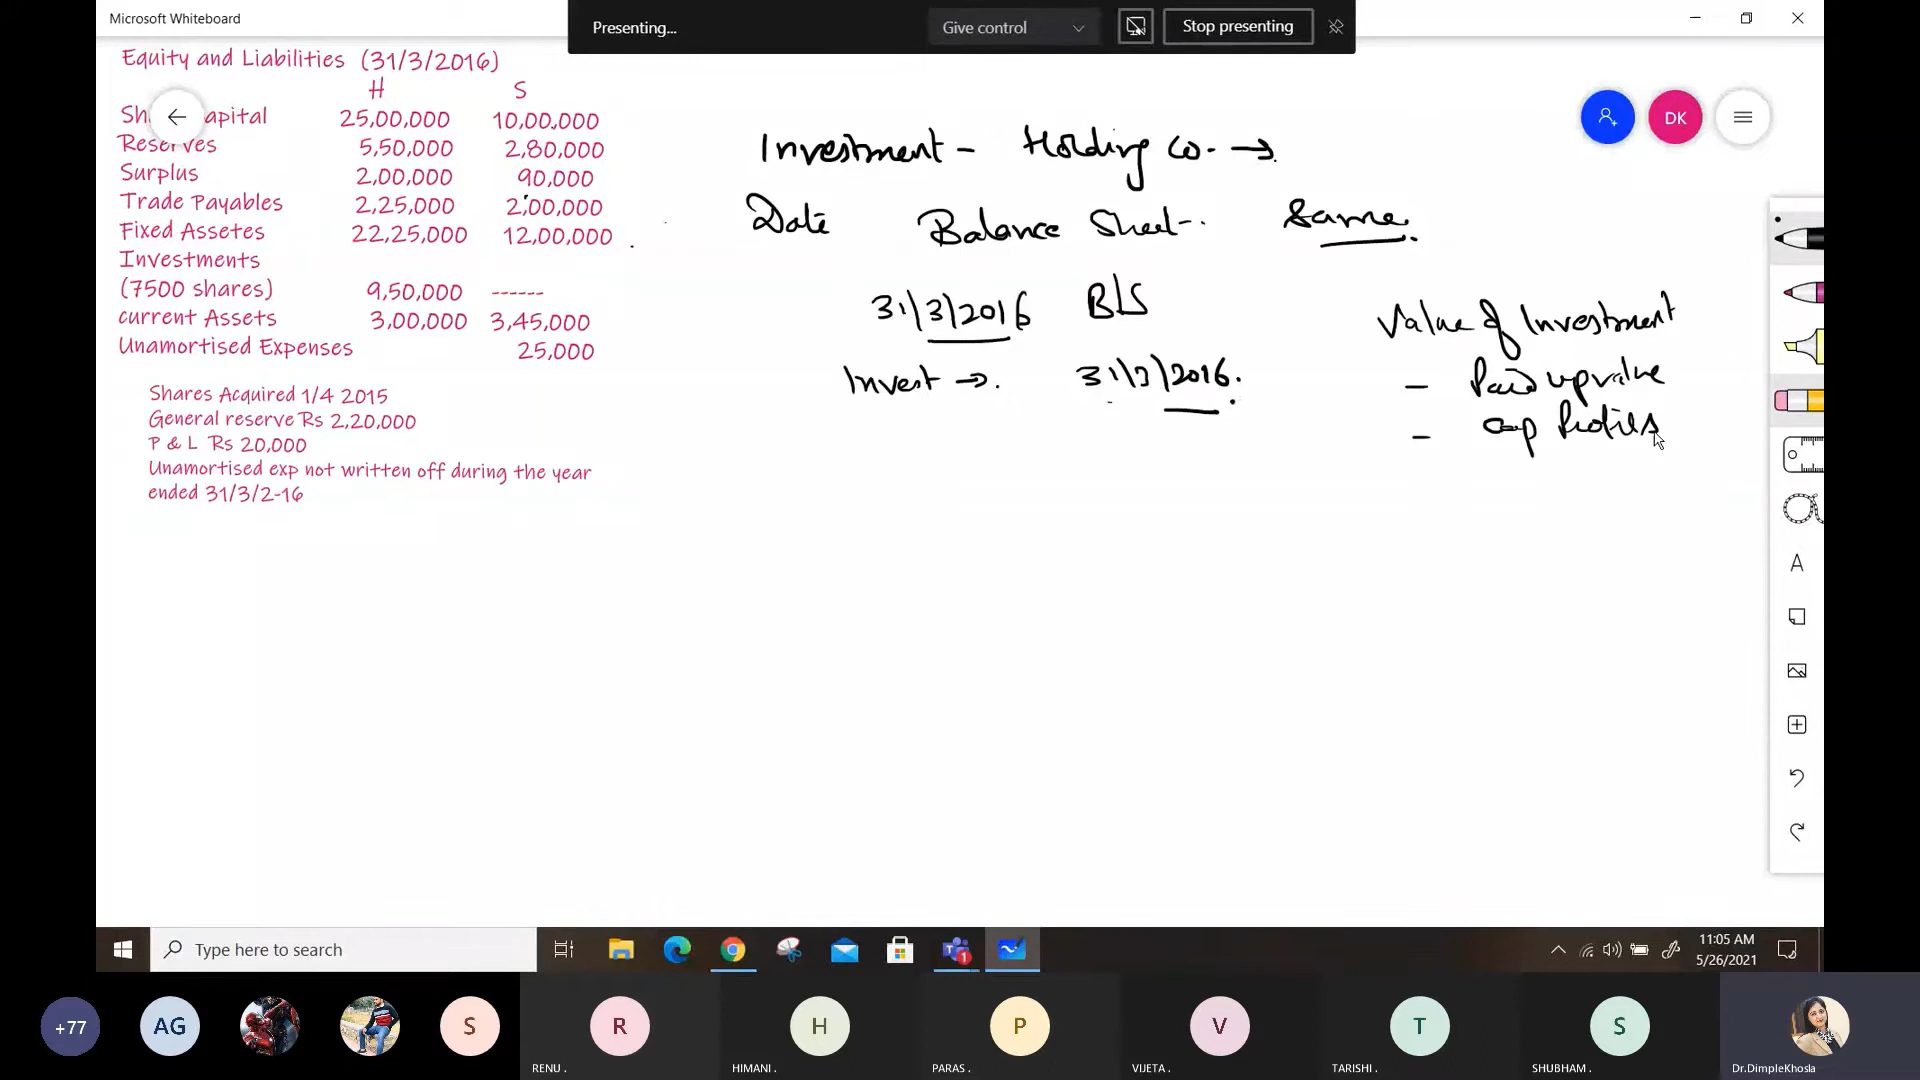 Microsoft Whiteboard
Presenting...
Give control
Stop presenting
Equity and Liabilities (31/3/2016)
H S
Sh apital 25,00,000 10,00,000
Reserves 5,50,000 2,80,000
Surplus 2,00,000 90,000
Trade Payables 2,25,000 2,00,000
Fixed Assetes 22,25,000 12,00,000
Investments
(7500 shares) 9,50,000 ------
current Assets 3,00,000 3,45,000
Unamortised Expenses 25,000
Shares Acquired 1/4 2015
General reserve Rs 2,20,000
P & L Rs 20,000
Unamortised exp not written off during the year
ended 31/3/2-16
Investment - Holding Co. →
Date Balance Sheet- Same.
31/3/2016 B/S
Invest → 31/3/2016.
Value of Investment
- Paid up value
- Cap Profits
DK
A
Type here to search
1
11:05 AM
5/26/2021
+77
AG
S
R
H
P
V
T
S
RENU .
HIMANI .
PARAS .
VIJETA .
TARISHI .
SHUBHAM .
Dr.DimpleKhosla